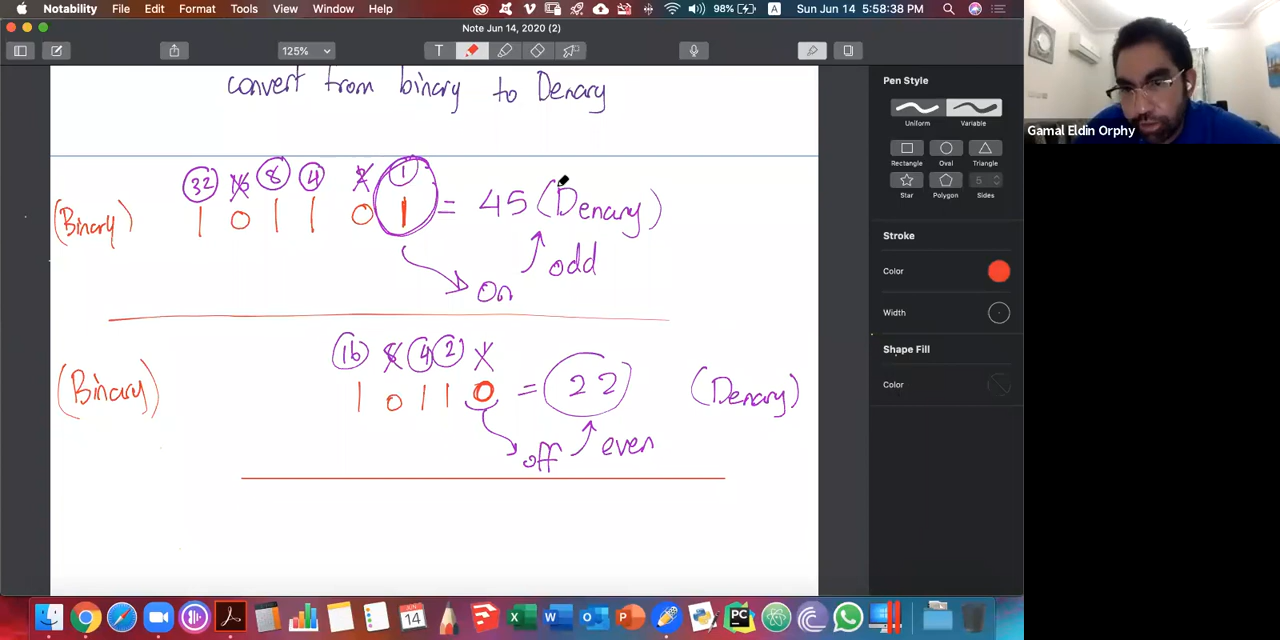 Notability File Edit Format Tools View Window Help 98% A Sun Jun 14 5:58:38 PM
Note Jun 14, 2020 (2)
125% T
convert from binary to Denary
32 16 8 4 2 1
(Binary) 1 0 1 1 0 1 = 45 (Denary)
odd
On
16 8 4 2 1
(Binary) 1 0 1 1 0 = 22 (Denary)
off even
Pen Style
Uniform Variable
Rectangle Oval Triangle
5
Star Polygon Sides
Stroke
Color
Width
Shape Fill
Color
Gamal Eldin Orphy
JUN
14
PC